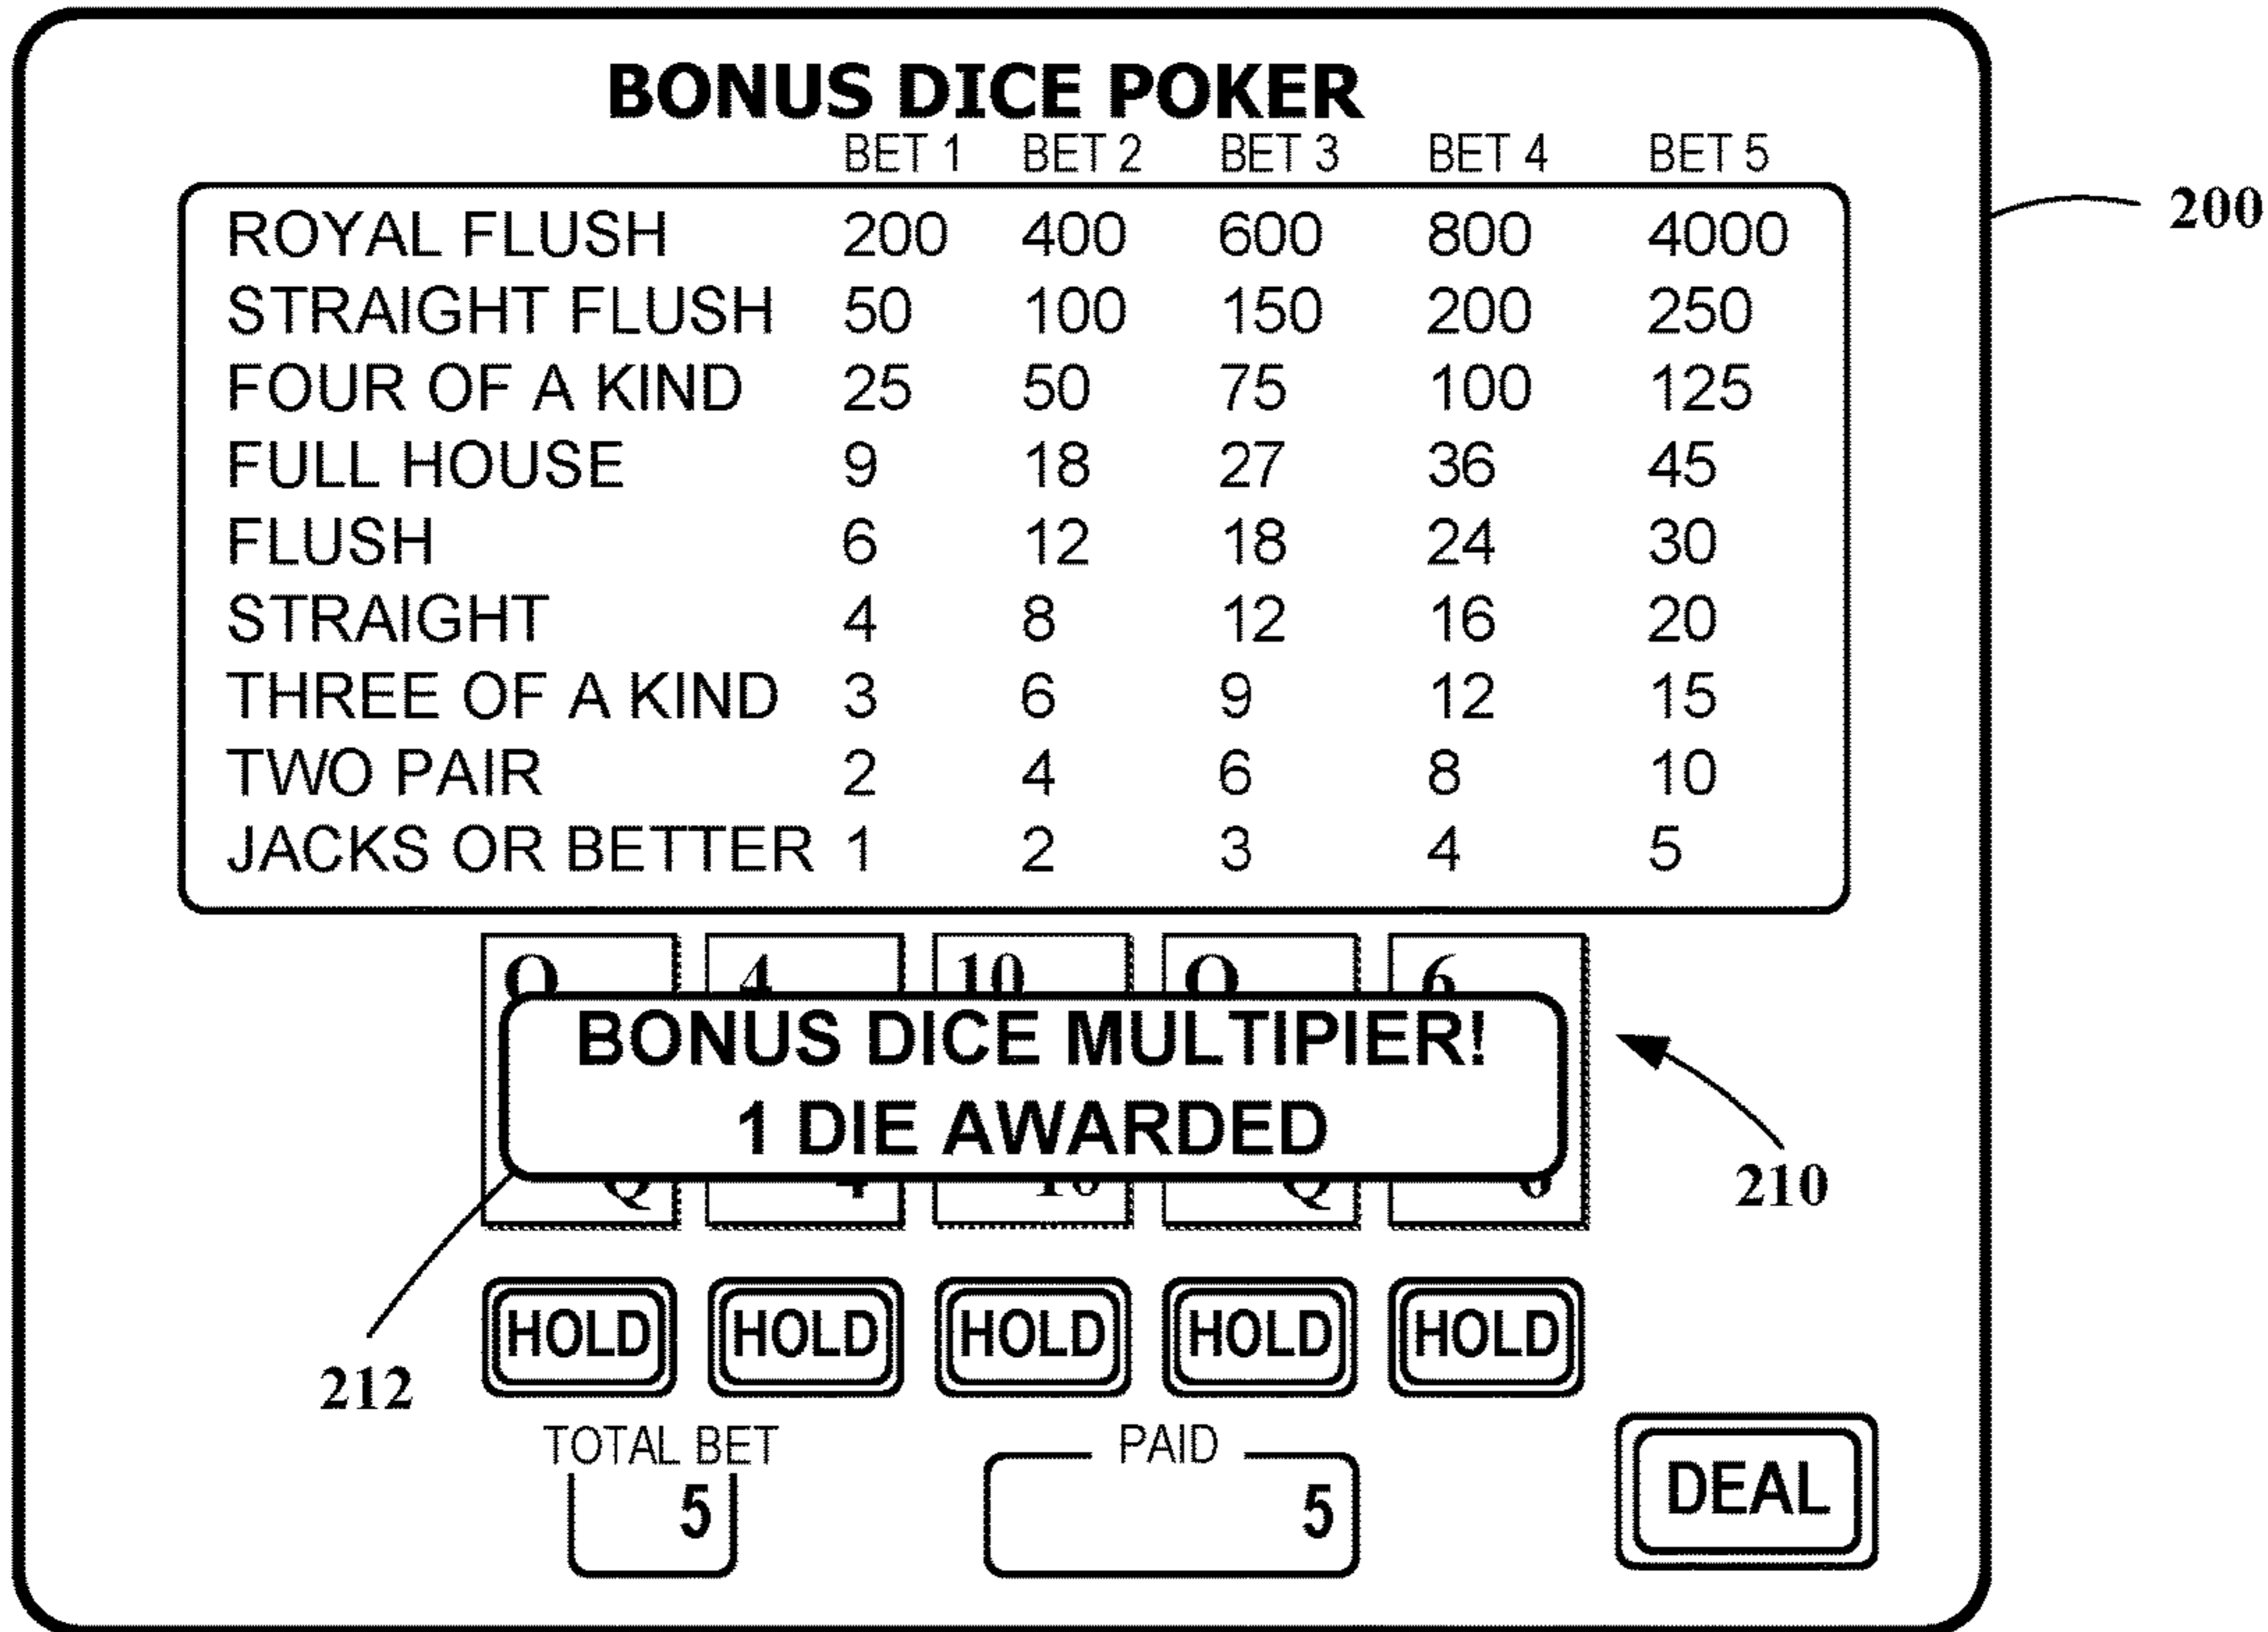 BONUS DICE POKER
BET 1 BET 2 BET 3 BET 4 BET 5
ROYAL FLUSH 200 400 600 800 4000
200
STRAIGHT FLUSH 50 100 150 200 250
FOUR OF A KIND 25 50 75 100 125
FULL HOUSE 9 18 27 36 45
FLUSH 6 12 18 24 30
STRAIGHT 4 8 12 16 20
THREE OF A KIND 3 6 9 12 15
TWO PAIR 2 4 6 8 10
JACKS OR BETTER 1 2 3 4 5
Q 4 10 Q 6
BONUS DICE MULTIPIER!
1 DIE AWARDED
Q 4 10 Q 6
210
HOLD HOLD HOLD HOLD HOLD
212
TOTAL BET PAID
5 5 DEAL